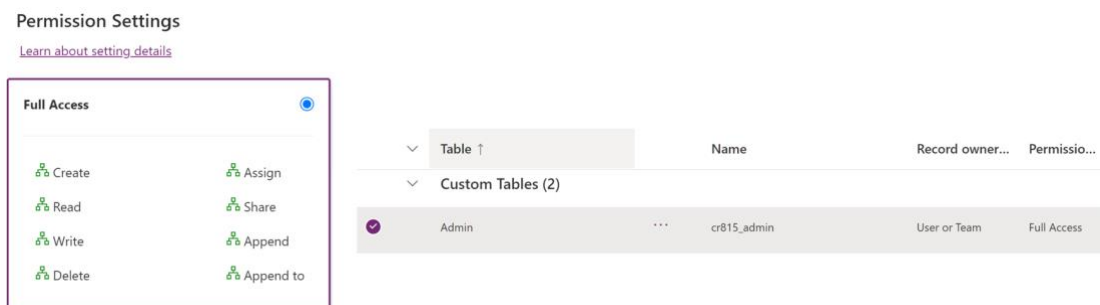 Permission Settings
Learn about setting details
Full Access
Create Assign
Read Share
Write Append
Delete Append to
Table ↑ Name Record owner... Permissio...
Custom Tables (2)
Admin ... cr815_admin User or Team Full Access